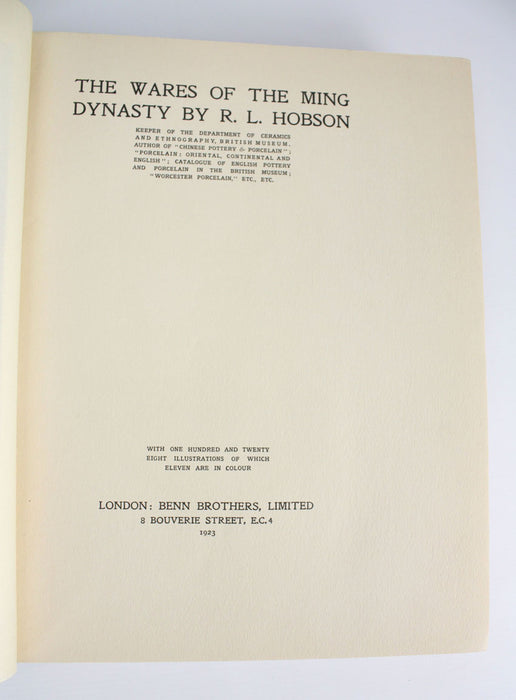 THE WARES OF THE MING
DYNASTY BY R. L. HOBSON
KEEPER OF THE DEPARTMENT OF CERAMICS
AND ETHNOGRAPHY, BRITISH MUSEUM.
AUTHOR OF "CHINESE POTTERY & PORCELAIN";
"PORCELAIN: ORIENTAL, CONTINENTAL AND
ENGLISH"; CATALOGUE OF ENGLISH POTTERY
AND PORCELAIN IN THE BRITISH MUSEUM;
"WORCESTER PORCELAIN," ETC., ETC.
WITH ONE HUNDRED AND TWENTY
EIGHT ILLUSTRATIONS OF WHICH
ELEVEN ARE IN COLOUR
LONDON: BENN BROTHERS, LIMITED
8 BOUVERIE STREET, E.C. 4
1923